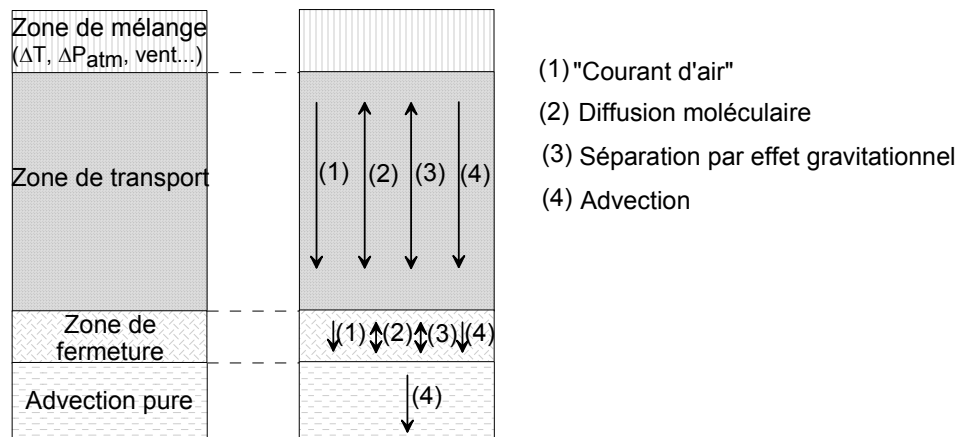 Zone de mélange
(ΔT, ΔPatm, vent...)
Zone de transport
Zone de
fermeture
Advection pure
(1) (2) (3) (4)
(1) (2) (3) (4)
(4)
(1) "Courant d'air"
(2) Diffusion moléculaire
(3) Séparation par effet gravitationnel
(4) Advection